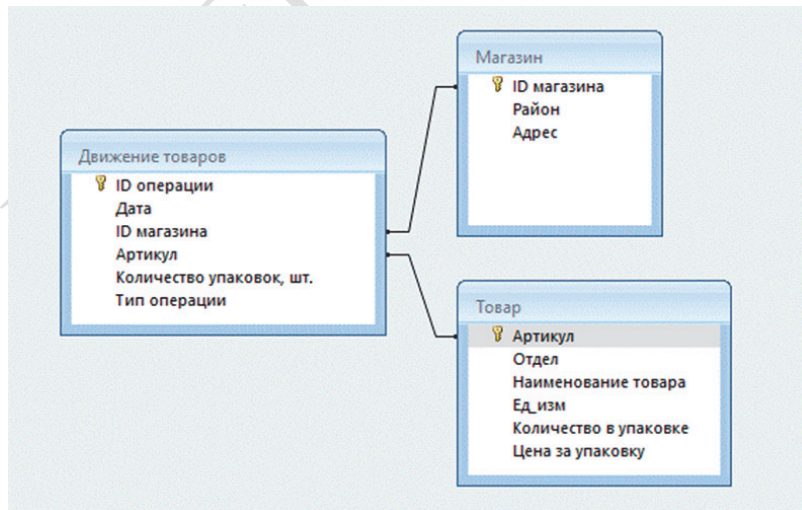 Магазин
ID магазина
Район
Адрес
Движение товаров
ID операции
Дата
ID магазина
Артикул
Количество упаковок, шт.
Тип операции
Товар
Артикул
Отдел
Наименование товара
Ед_изм
Количество в упаковке
Цена за упаковку